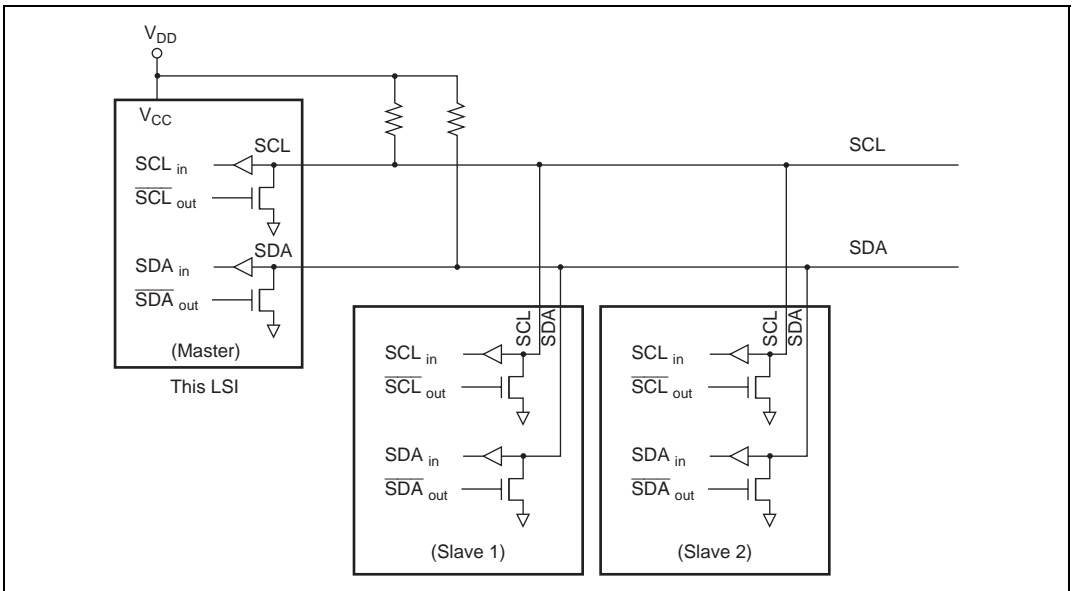 VDD
VCC
SCL
SCL in
SCL out
SDA
SDA in
SDA out
(Master)
This LSI
SCL
SDA
SCL
SDA
SCL in
SCL out
SDA in
SDA out
(Slave 1)
SCL
SDA
SCL in
SCL out
SDA in
SDA out
(Slave 2)